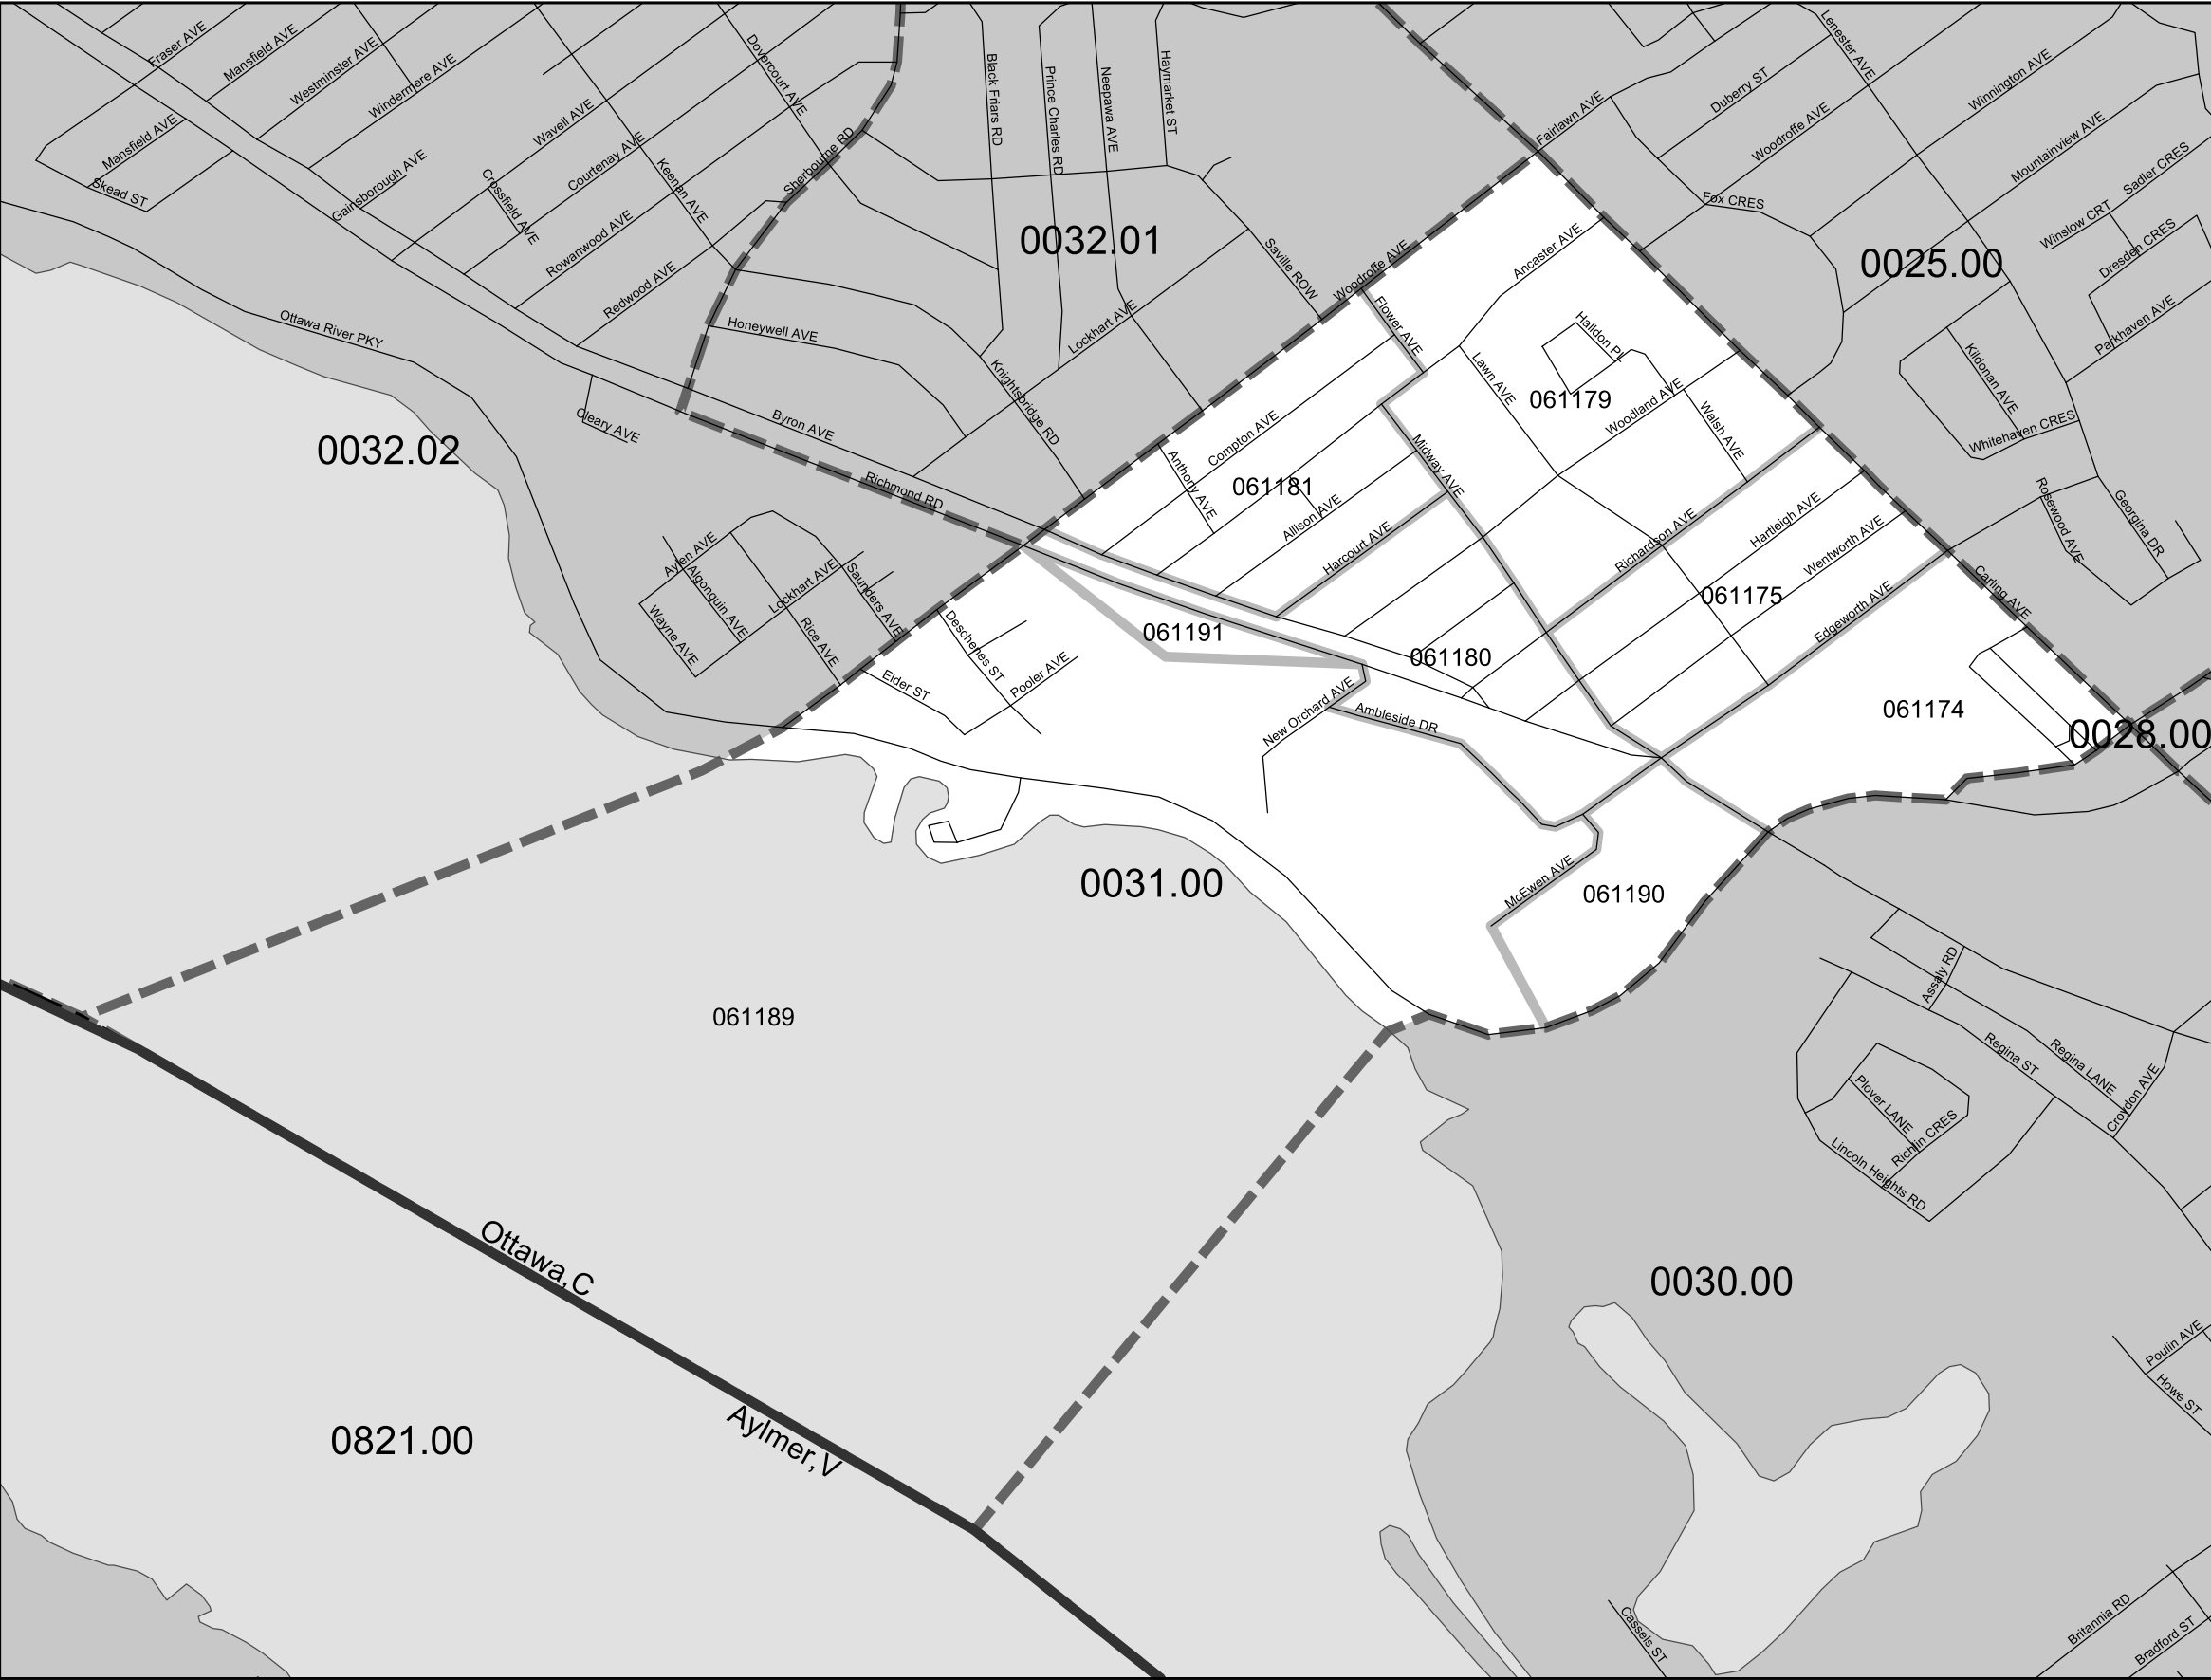 Fraser AVE
Mansfield AVE
Westminster AVE
Windermere AVE
Mansfield AVE
Skead ST
Gainsborough AVE
Crossfield AVE
Wavell AVE
Courtenay AVE
Rowanwood AVE
Redwood AVE
Keenan AVE
Dovercourt AVE
Sherbourne RD
Black Friars RD
Prince Charles RD
Neepawa AVE
Haymarket ST
0032.01
Saville ROW
Lockhart AVE
Honeywell AVE
Knightsbridge RD
Byron AVE
Richmond RD
Cleary AVE
Ottawa River PKY
0032.02
Woodroffe AVE
Fairlawn AVE
Lenester AVE
Duberry ST
Woodroffe AVE
Winnington AVE
Mountainview AVE
Sadler CRES
Fox CRES
Winslow CRT
Dresden CRES
0025.00
Parkhaven AVE
Kildonan AVE
Whitehaven CRES
Rosewood AVE
Georgina DR
Carling AVE
Ancaster AVE
Flower AVE
Halldon PL
Lawn AVE
061179
Woodland AVE
Walsh AVE
Compton AVE
Anthony AVE
061181
Allison AVE
Midway AVE
Harcourt AVE
Richardson AVE
Hartleigh AVE
Wentworth AVE
061175
Edgeworth AVE
061180
061191
061174
0028.00
Aylen AVE
Algonquin AVE
Lockhart AVE
Saunders AVE
Wayne AVE
Rice AVE
Deschenes ST
Pooler AVE
Elder ST
New Orchard AVE
Ambleside DR
McEwen AVE
061190
0031.00
061189
Assaly RD
Regina ST
Regina LANE
Croydon AVE
Plover LANE
Richlin CRES
Lincoln Heights RD
0030.00
Ottawa,C
Aylmer,V
0821.00
Poulin AVE
Howe ST
Cassels ST
Britannia RD
Bradford ST